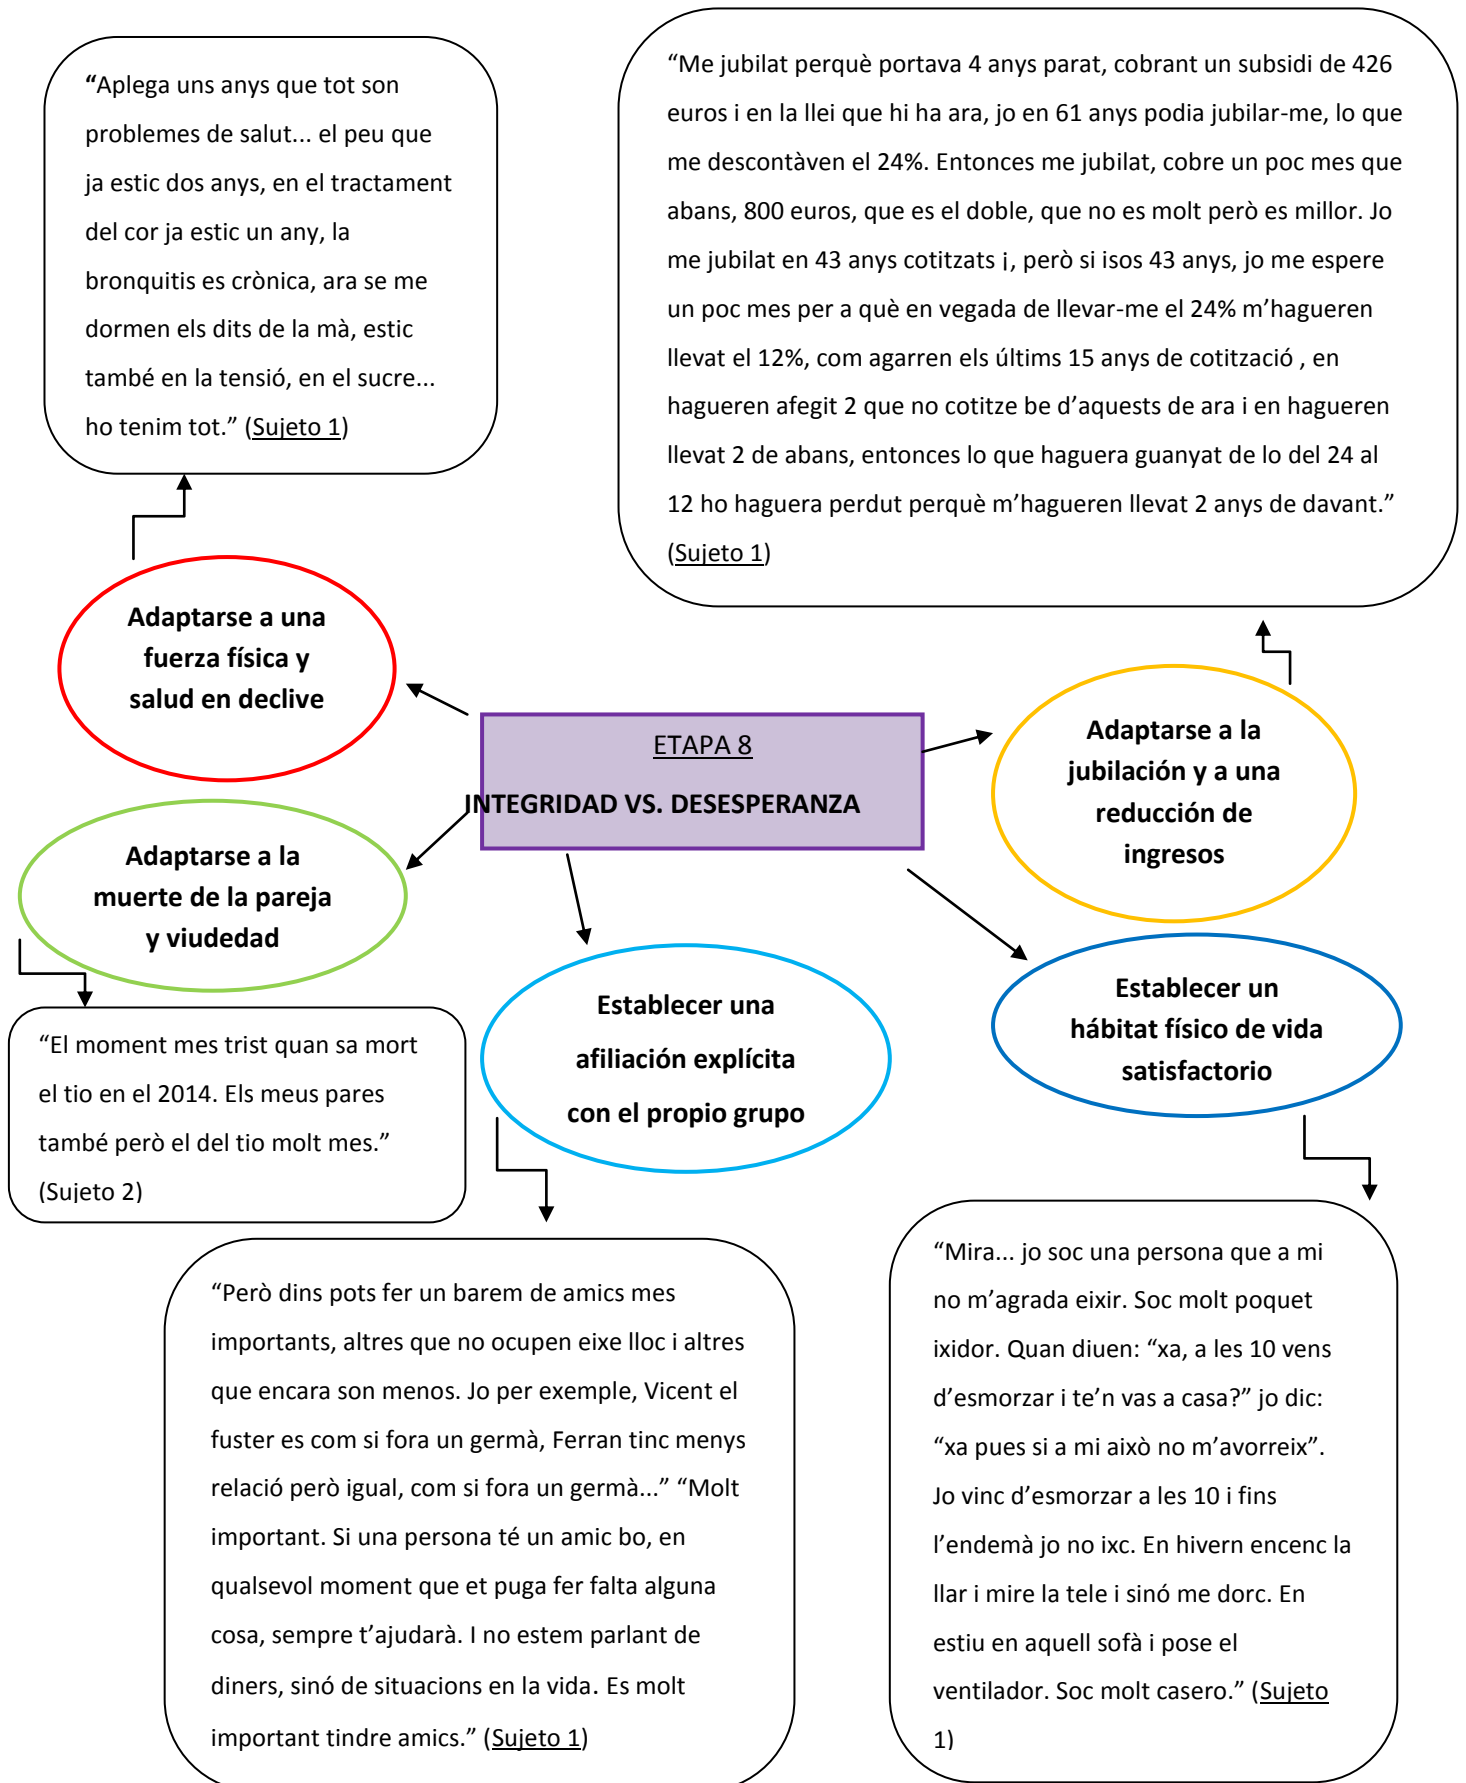 “Aplega uns anys que tot son
problemes de salut... el peu que
ja estic dos anys, en el tractament
del cor ja estic un any, la
bronquitis es crònica, ara se me
dormen els dits de la mà, estic
també en la tensió, en el sucre...
ho tenim tot.” (Sujeto 1)
“Me jubilat perquè portava 4 anys parat, cobrant un subsidi de 426
euros i en la llei que hi ha ara, jo en 61 anys podia jubilar-me, lo que
me descontàven el 24%. Entonces me jubilat, cobre un poc mes que
abans, 800 euros, que es el doble, que no es molt però es millor. Jo
me jubilat en 43 anys cotitzats ¡, però si isos 43 anys, jo me espere
un poc mes per a què en vegada de llevar-me el 24% m’hagueren
llevat el 12%, com agarren els últims 15 anys de cotització , en
hagueren afegit 2 que no cotitze be d’aquests de ara i en hagueren
llevat 2 de abans, entonces lo que haguera guanyat de lo del 24 al
12 ho haguera perdut perquè m’hagueren llevat 2 anys de davant.”
(Sujeto 1)
Adaptarse a una
fuerza física y
salud en declive
ETAPA 8
INTEGRIDAD VS. DESESPERANZA
Adaptarse a la
jubilación y a una
reducción de
ingresos
Adaptarse a la
muerte de la pareja
y viudedad
Establecer una
afiliación explícita
con el propio grupo
Establecer un
hábitat físico de vida
satisfactorio
“El moment mes trist quan sa mort
el tio en el 2014. Els meus pares
també però el del tio molt mes.”
(Sujeto 2)
“Però dins pots fer un barem de amics mes
importants, altres que no ocupen eixe lloc i altres
que encara son menos. Jo per exemple, Vicent el
fuster es com si fora un germà, Ferran tinc menys
relació però igual, com si fora un germà...” “Molt
important. Si una persona té un amic bo, en
qualsevol moment que et puga fer falta alguna
cosa, sempre t’ajudarà. I no estem parlant de
diners, sinó de situacions en la vida. Es molt
important tindre amics.” (Sujeto 1)
“Mira... jo soc una persona que a mi
no m’agrada eixir. Soc molt poquet
ixidor. Quan diuen: “xa, a les 10 vens
d’esmorzar i te’n vas a casa?” jo dic:
“xa pues si a mi això no m’avorreix”.
Jo vinc d’esmorzar a les 10 i fins
l’endemà jo no ixc. En hivern encenc la
llar i mire la tele i sinó me dorc. En
estiu en aquell sofà i pose el
ventilador. Soc molt casero.” (Sujeto
1)